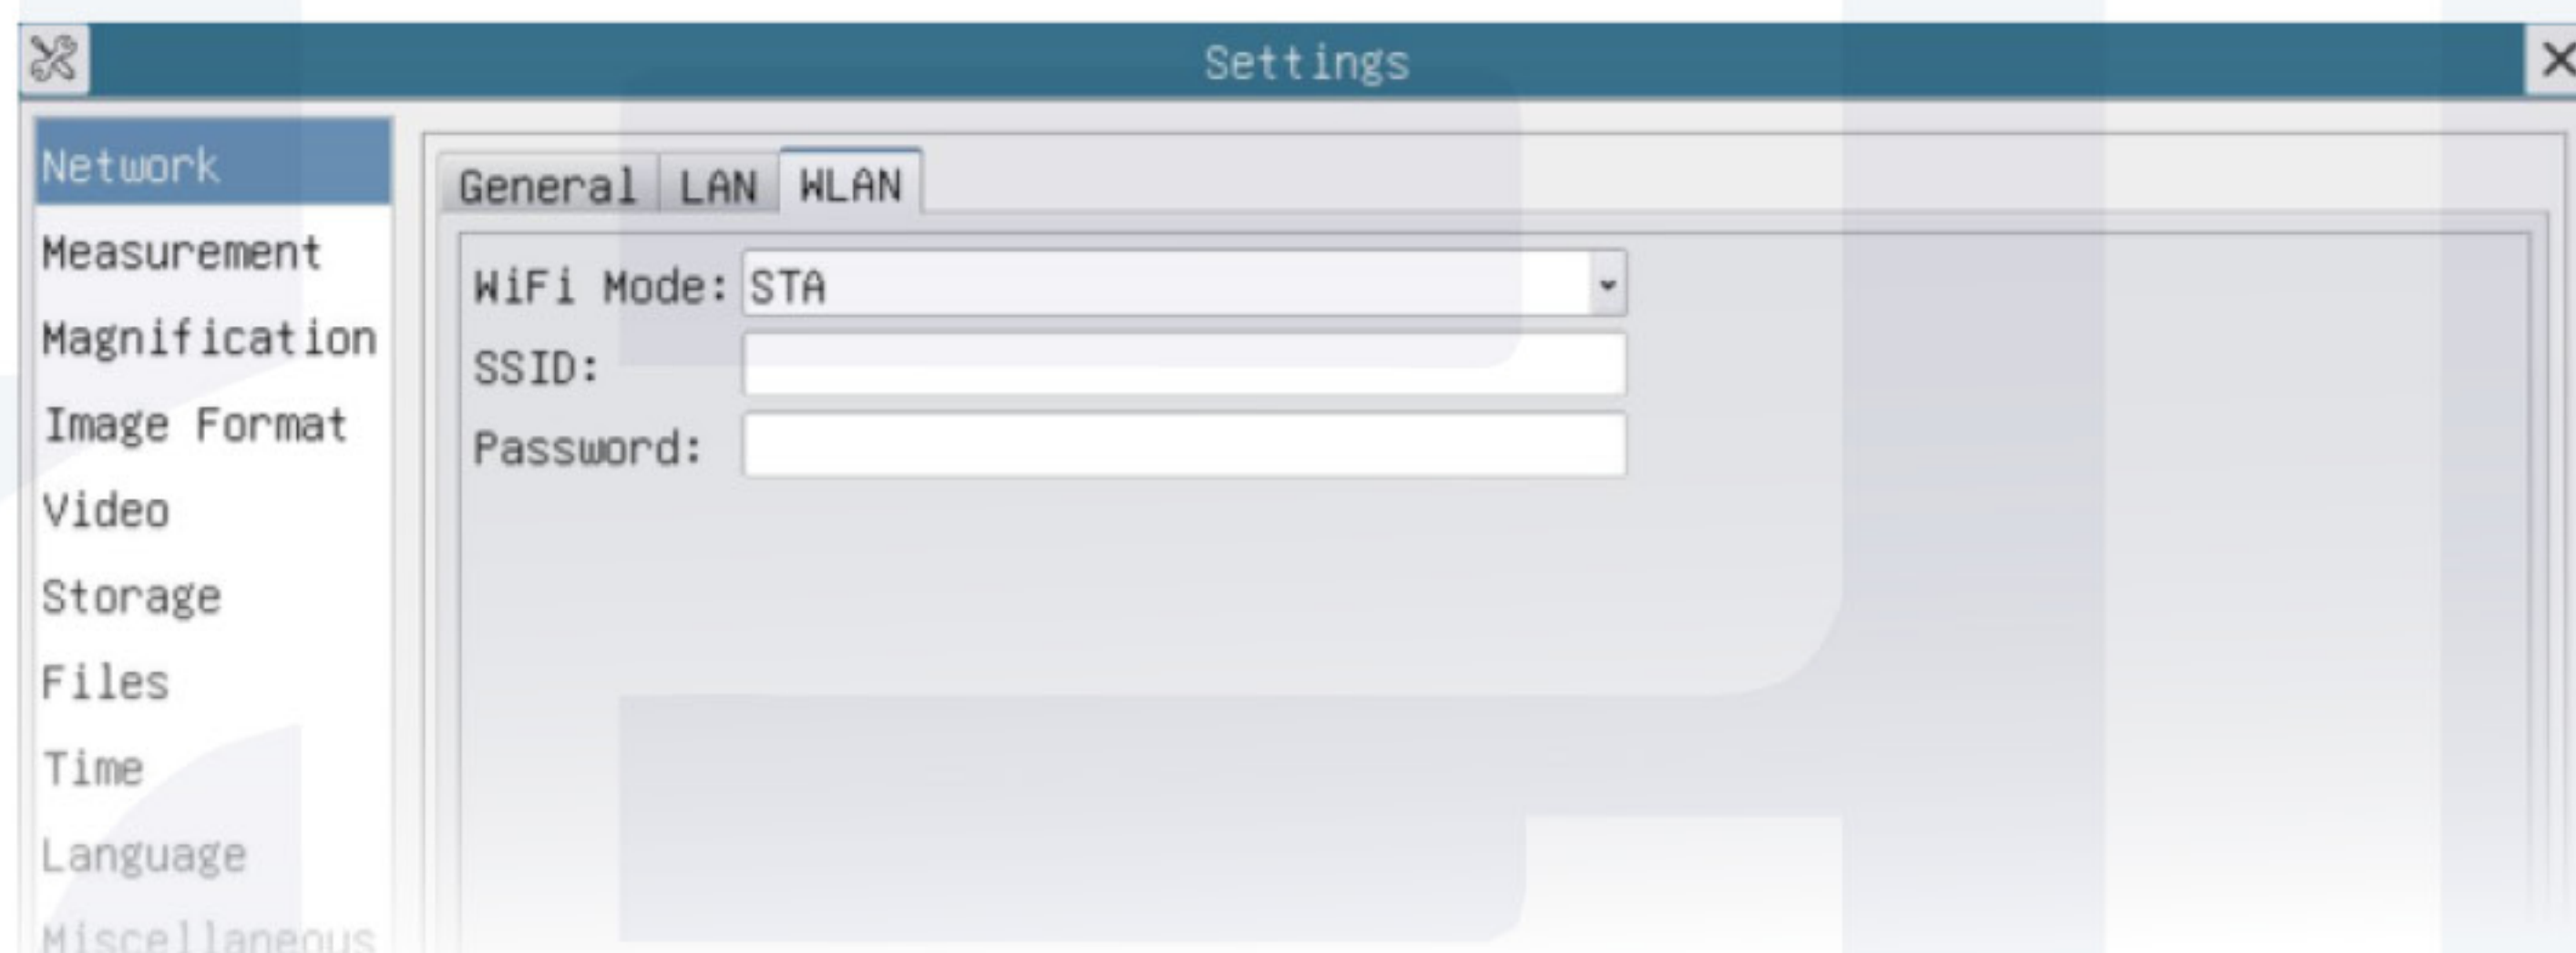 Settings
Network
Measurement
Magnification
Image Format
Video
Storage
Files
Time
Language
Miscellaneous
General LAN WLAN
WiFi Mode: STA
SSID:
Password: